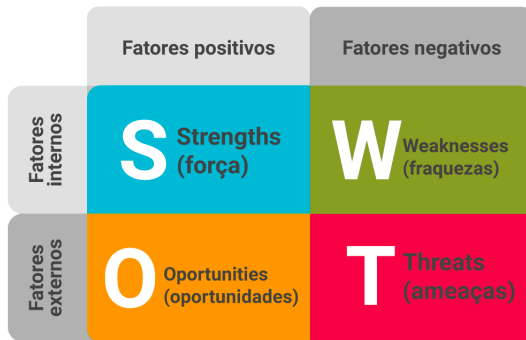 Fatores positivos
Fatores negativos
Fatores
internos
S
Strengths
(força)
W
Weaknesses
(fraquezas)
Fatores
externos
O
Oportunities
(oportunidades)
T
Threats
(ameaças)